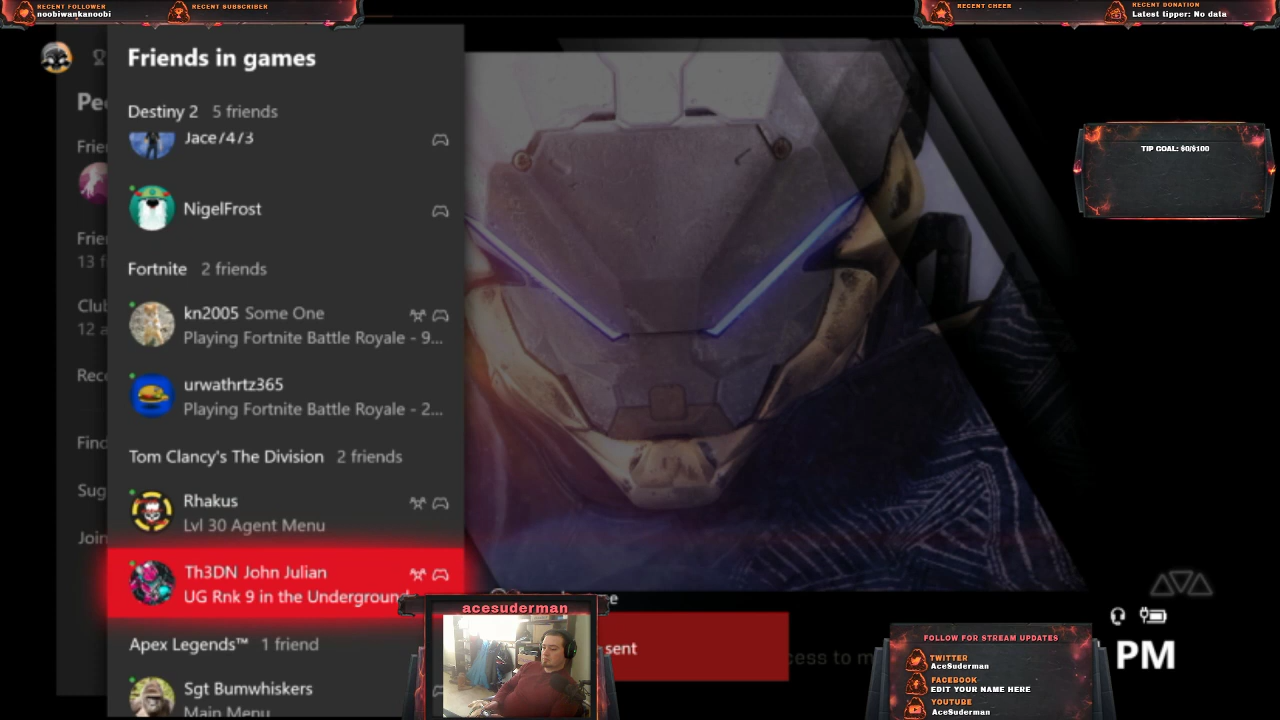 RECENT FOLLOWER
noobiwankanoobi
RECENT SUBSCRIBER
RECENT CHEER
RECENT DONATION
Latest tipper: No data
Friends in games
Destiny 2 5 friends
Jace7473
NigelFrost
Fortnite 2 friends
kn2005 Some One
Playing Fortnite Battle Royale - 9...
urwathrtz365
Playing Fortnite Battle Royale - 2...
Tom Clancy's The Division 2 friends
Rhakus
Lvl 30 Agent Menu
Th3DN John Julian
UG Rnk 9 in the Underground
Apex Legends™ 1 friend
Sgt Bumwhiskers
Main Menu
TIP GOAL: $0/$100
acesuderman
sent
PM
FOLLOW FOR STREAM UPDATES
TWITTER
AceSuderman
FACEBOOK
EDIT YOUR NAME HERE
YOUTUBE
AceSuderman